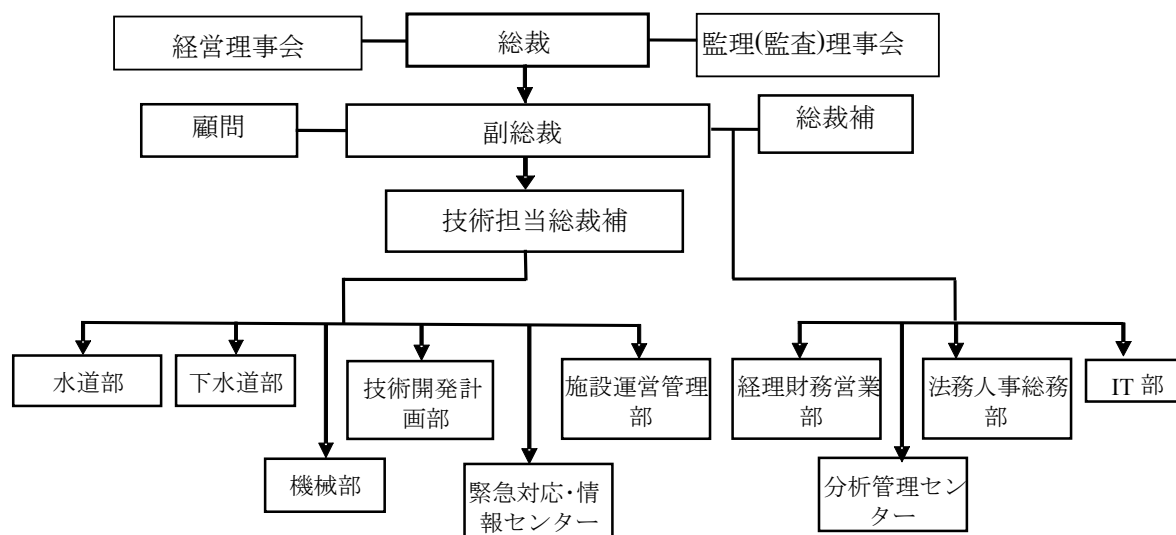 経営理事会
総裁
監理(監査)理事会
顧問
副総裁
総裁補
技術担当総裁補
水道部
下水道部
技術開発計
画部
施設運営管理
部
経理財務営業
部
法務人事総務
部
IT 部
機械部
緊急対応・情
報センター
分析管理セン
ター